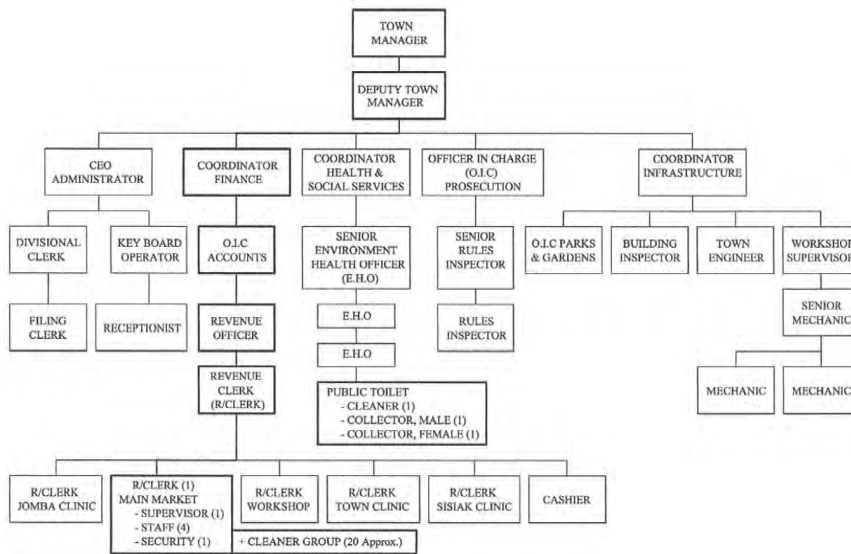 TOWN
MANAGER
DEPUTY TOWN
MANAGER
CEO
ADMINISTRATOR
COORDINATOR
FINANCE
COORDINATOR
HEALTH &
SOCIAL SERVICES
OFFICER IN CHARGE
(O.I.C)
PROSECUTION
COORDINATOR
INFRASTRUCTURE
DIVISIONAL
CLERK
KEY BOARD
OPERATOR
O.I.C
ACCOUNTS
SENIOR
ENVIRONMENT
HEALTH OFFICER
(E.H.O)
SENIOR
RULES
INSPECTOR
O.I.C PARKS
& GARDENS
BUILDING
INSPECTOR
TOWN
ENGINEER
WORKSHOP
SUPERVISOR
FILING
CLERK
RECEPTIONIST
REVENUE
OFFICER
E.H.O
RULES
INSPECTOR
SENIOR
MECHANIC
E.H.O
REVENUE
CLERK
(R/CLERK)
PUBLIC TOILET
- CLEANER (1)
- COLLECTOR, MALE (1)
- COLLECTOR, FEMALE (1)
MECHANIC
MECHANIC
R/CLERK
JOMBA CLINIC
R/CLERK (1)
MAIN MARKET
- SUPERVISOR (1)
- STAFF (4)
- SECURITY (1)
+ CLEANER GROUP (20 Approx.)
R/CLERK
WORKSHOP
R/CLERK
TOWN CLINIC
R/CLERK
SISIAK CLINIC
CASHIER